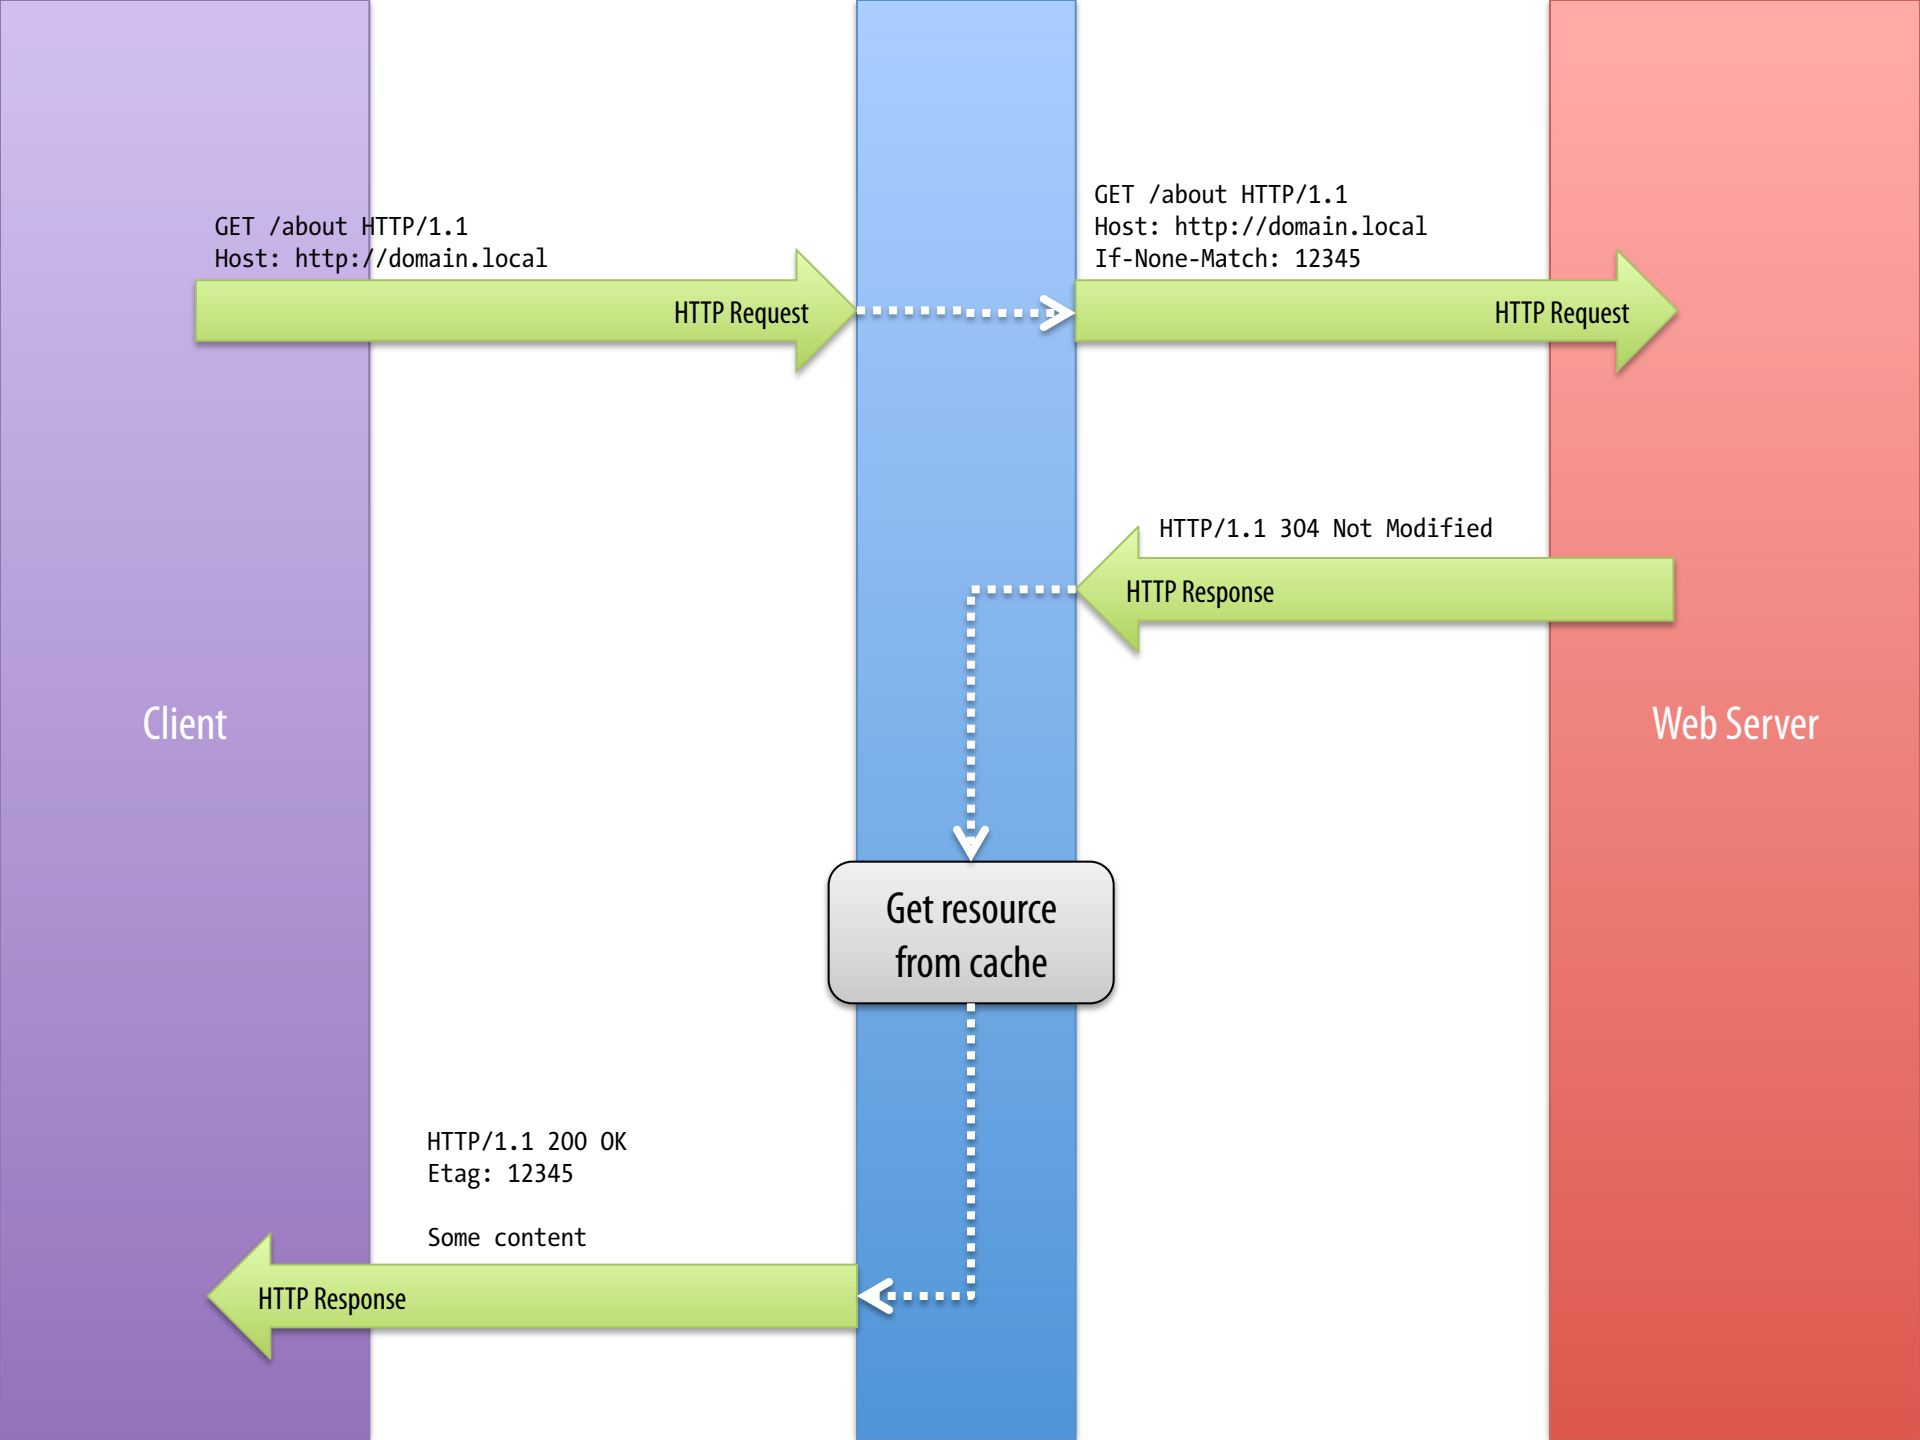 GET /about HTTP/1.1
Host: http://domain.local
HTTP Request
GET /about HTTP/1.1
Host: http://domain.local
If-None-Match: 12345
HTTP Request
HTTP/1.1 304 Not Modified
HTTP Response
Client
Web Server
Get resource
from cache
HTTP/1.1 200 OK
Etag: 12345
Some content
HTTP Response